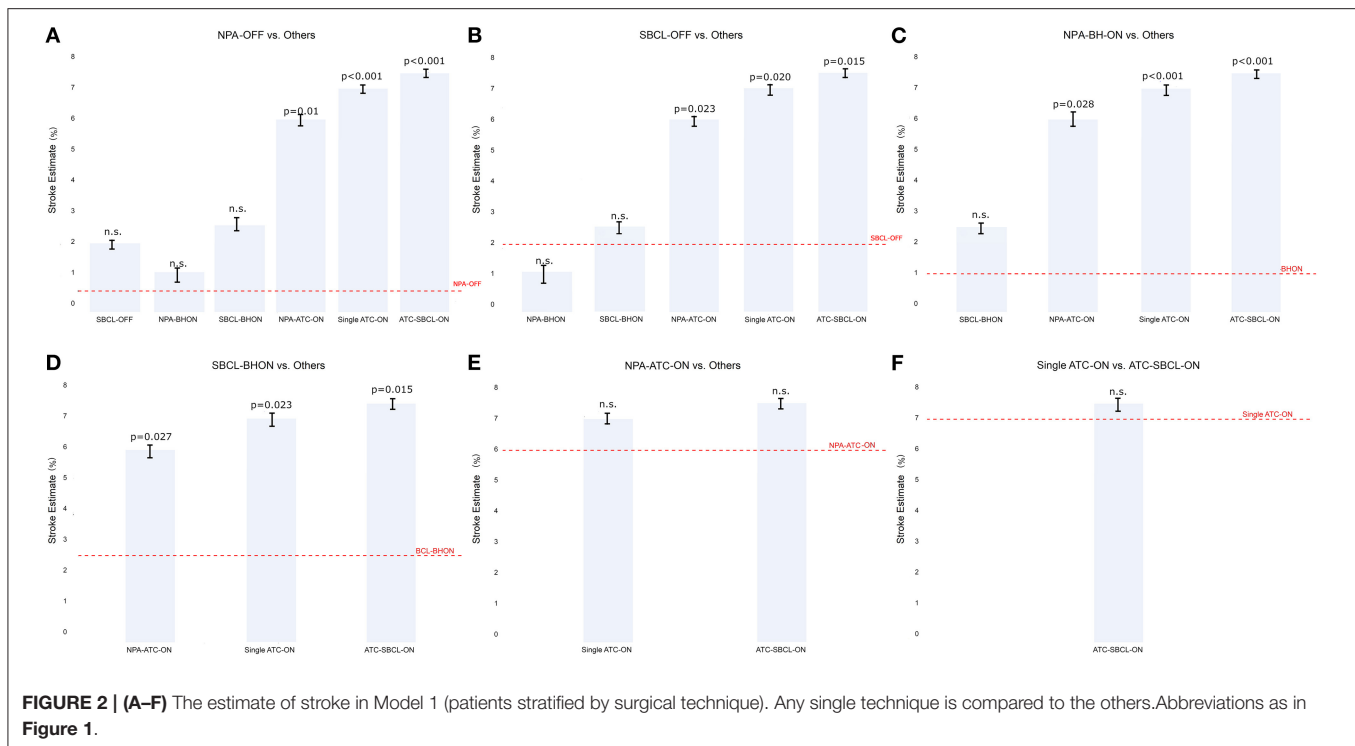 A
NPA-OFF vs. Others
Stroke Estimate (%)
8
7
6
5
4
3
2
1
0
n.s.
n.s.
n.s.
p=0.01
p<0.001
p<0.001
NPA-OFF
SBCL-OFF NPA-BHON SBCL-BHON NPA-ATC-ON Single ATC-ON ATC-SBCL-ON
B
SBCL-OFF vs. Others
Stroke Estimate (%)
8
7
6
5
4
3
2
1
0
n.s.
n.s.
p=0.023
p=0.020
p=0.015
SBCL-OFF
NPA-BHON SBCL-BHON NPA-ATC-ON Single ATC-ON ATC-SBCL-ON
C
NPA-BH-ON vs. Others
Stroke Estimate (%)
8
7
6
5
4
3
2
1
0
n.s.
p=0.028
p<0.001
p<0.001
BHON
SBCL-BHON NPA-ATC-ON Single ATC-ON ATC-SBCL-ON
D
SBCL-BHON vs. Others
Stroke Estimate (%)
8
7
6
5
4
3
2
1
0
p=0.027
p=0.023
p=0.015
BCL-BHON
NPA-ATC-ON Single ATC-ON ATC-SBCL-ON
E
NPA-ATC-ON vs. Others
Stroke Estimate (%)
8
7
6
5
4
3
2
1
0
n.s.
n.s.
NPA-ATC-ON
Single ATC-ON ATC-SBCL-ON
F
Single ATC-ON vs. ATC-SBCL-ON
Stroke Estimate (%)
8
7
6
5
4
3
2
1
0
n.s.
Single ATC-ON
ATC-SBCL-ON
FIGURE 2 | (A–F) The estimate of stroke in Model 1 (patients stratified by surgical technique). Any single technique is compared to the others.Abbreviations as in
Figure 1.